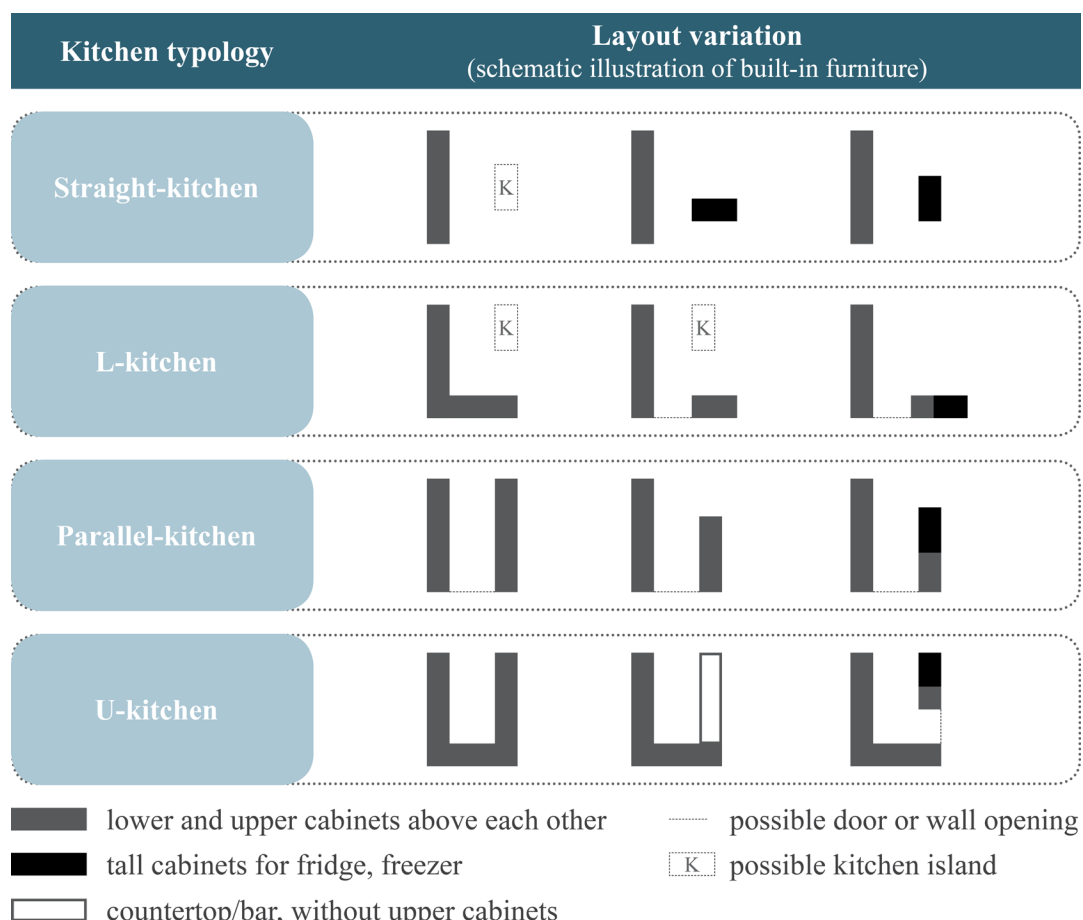 Kitchen typology
Layout variation
(schematic illustration of built-in furniture)
Straight-kitchen
K
L-kitchen
K
K
Parallel-kitchen
U-kitchen
lower and upper cabinets above each other
possible door or wall opening
tall cabinets for fridge, freezer
K
possible kitchen island
countertop/bar, without upper cabinets